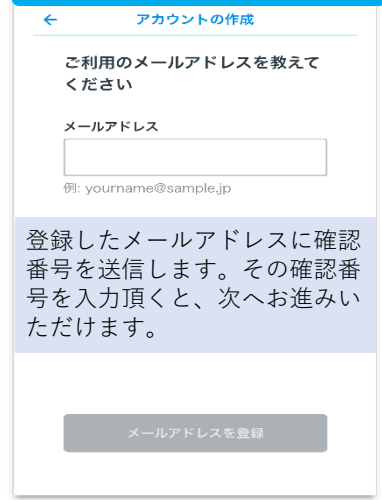 ← アカウントの作成
ご利用のメールアドレスを教えて
ください
メールアドレス
例: yourname@sample.jp
登録したメールアドレスに確認
番号を送信します。その確認番
号を入力頂くと、次へお進みい
ただけます。
メールアドレスを登録